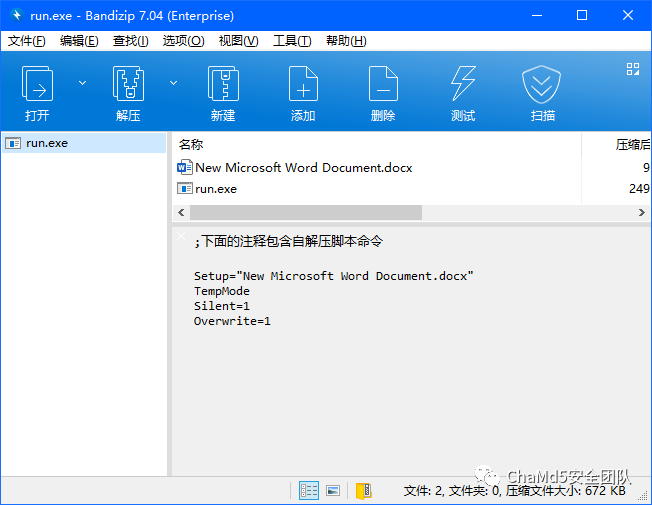 run.exe - Bandizip 7.04 (Enterprise)
文件(F) 编辑(E) 查找(I) 选项(O) 视图(V) 工具(T) 帮助(H)
打开 解压 新建 添加 删除 测试 扫描
run.exe
名称 压缩后
New Microsoft Word Document.docx 9
run.exe 249
;下面的注释包含自解压脚本命令
Setup="New Microsoft Word Document.docx"
TempMode
Silent=1
Overwrite=1
ChaMd5安全团队
文件: 2, 文件夹: 0, 压缩文件大小: 672 KB